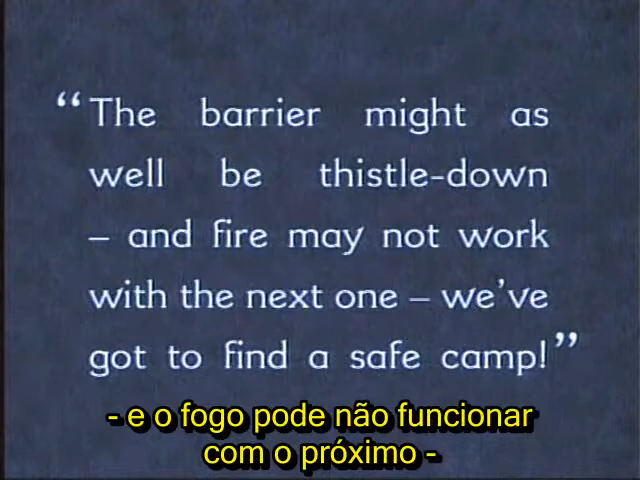 “The barrier might as
well be thistle-down
– and fire may not work
with the next one – we’ve
got to find a safe camp!”
- e o fogo pode não funcionar
com o próximo -